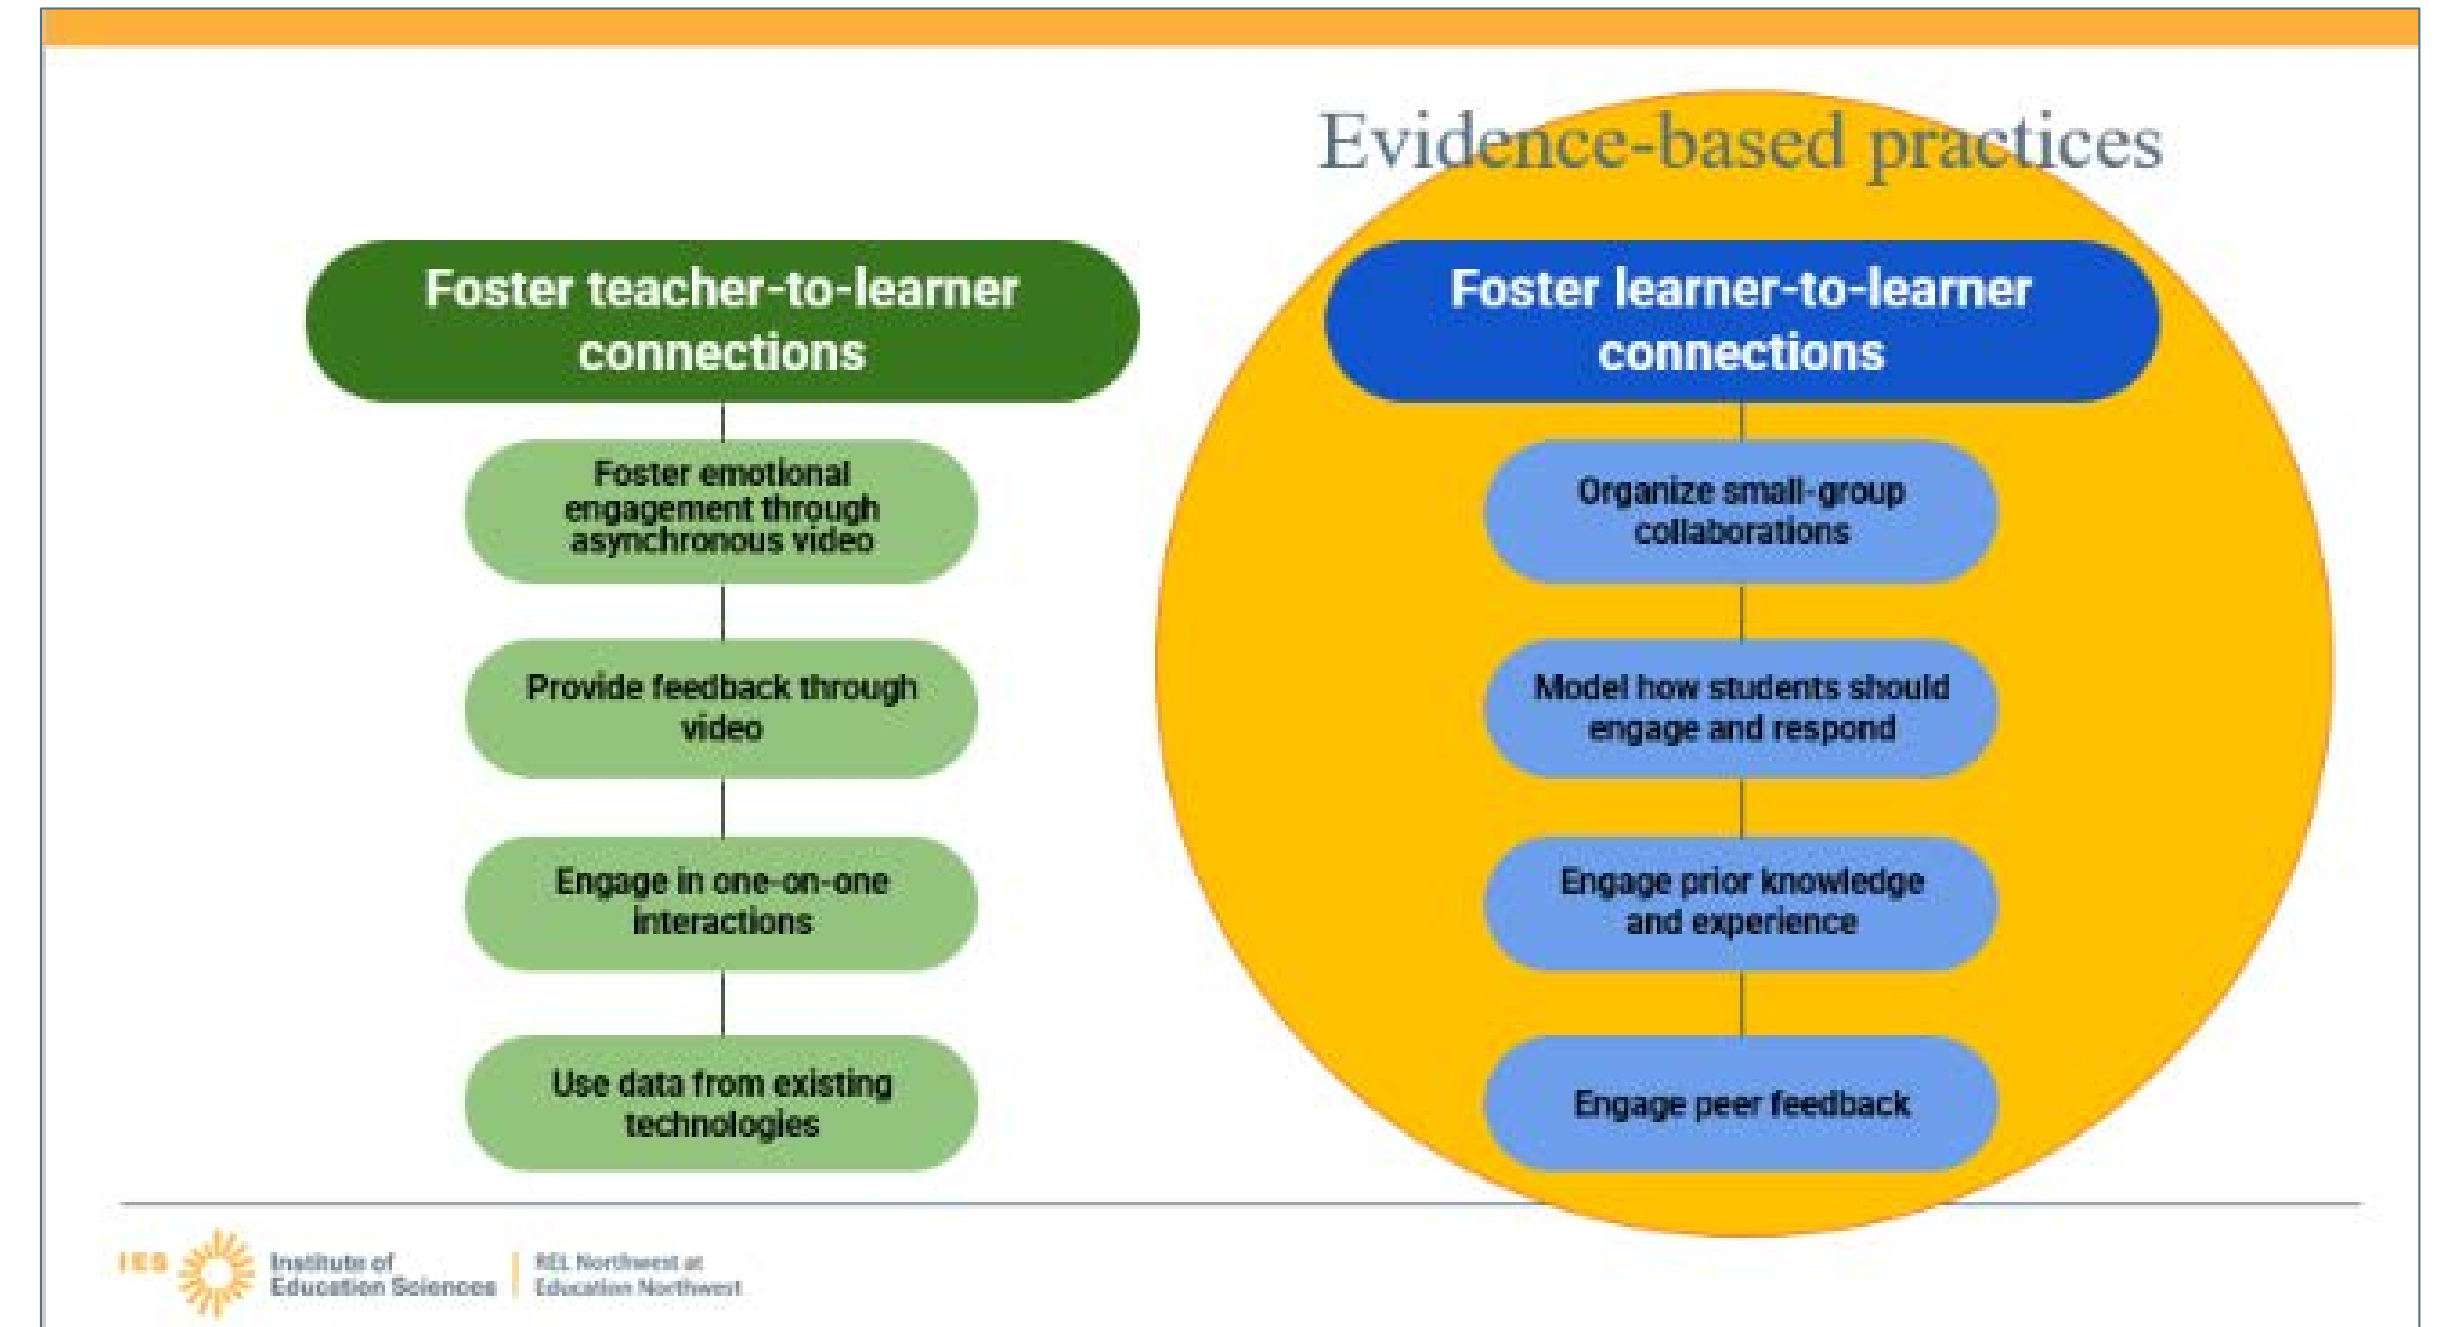 Evidence-based practices
Foster teacher-to-learner
connections
Foster emotional
engagement through
asynchronous video
Provide feedback through
video
Engage in one-on-one
interactions
Use data from existing
technologies
Foster learner-to-learner
connections
Organize small-group
collaborations
Model how students should
engage and respond
Engage prior knowledge
and experience
Engage peer feedback
IES
Institute of
Education Sciences
REL Northwest at
Education Northwest